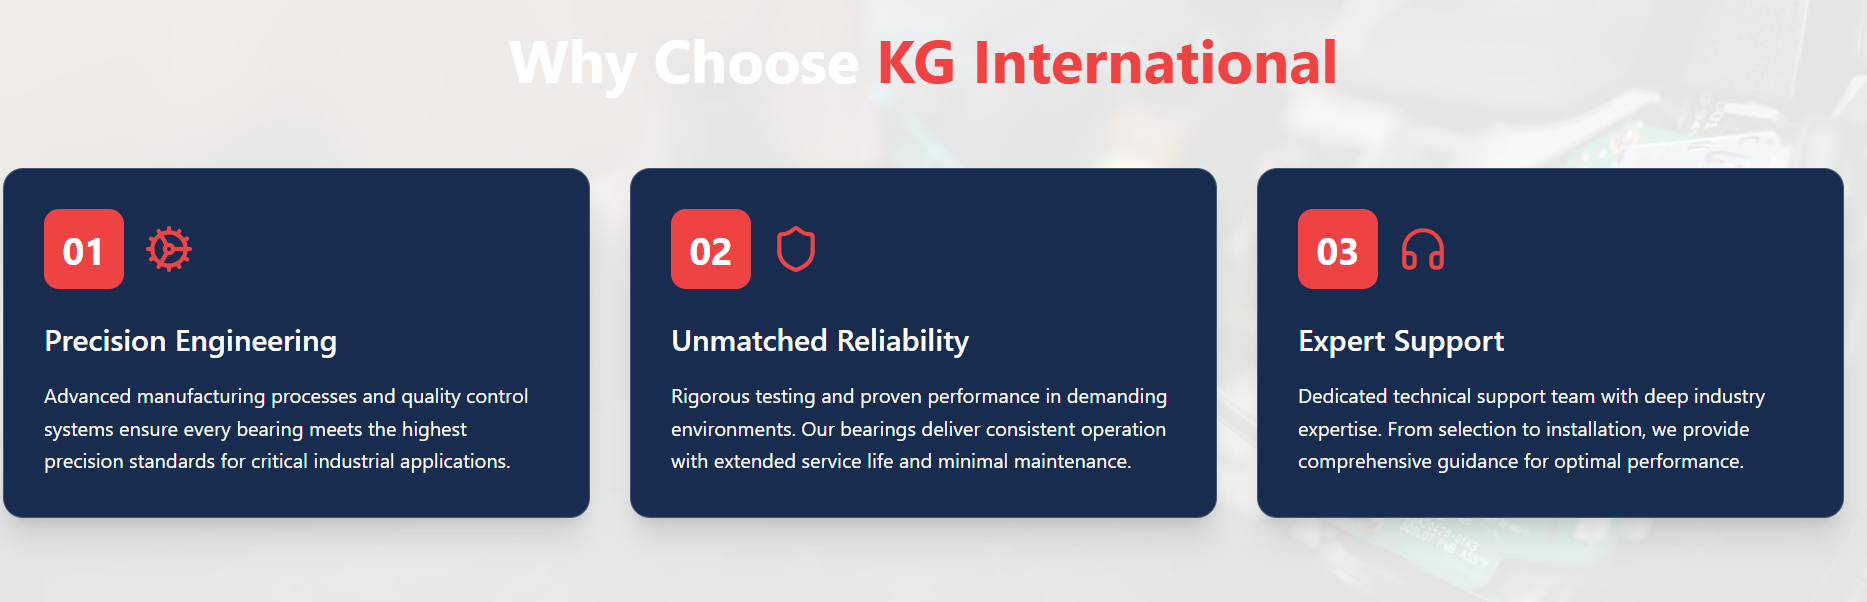 Why Choose KG International
01
Precision Engineering
Advanced manufacturing processes and quality control
systems ensure every bearing meets the highest
precision standards for critical industrial applications.
02
Unmatched Reliability
Rigorous testing and proven performance in demanding
environments. Our bearings deliver consistent operation
with extended service life and minimal maintenance.
03
Expert Support
Dedicated technical support team with deep industry
expertise. From selection to installation, we provide
comprehensive guidance for optimal performance.